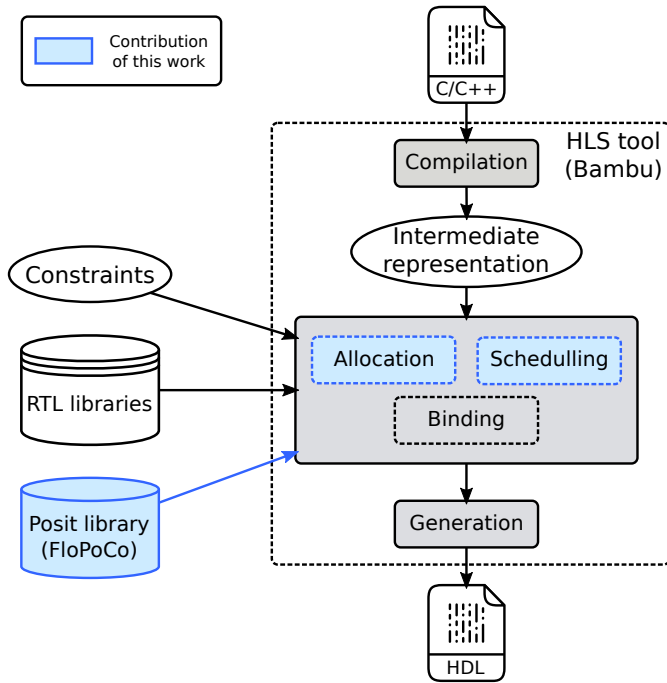 Contribution
of this work
C/C++
HLS tool
(Bambu)
Compilation
Intermediate
representation
Constraints
Allocation
Schedulling
RTL libraries
Binding
Posit library
(FloPoCo)
Generation
HDL